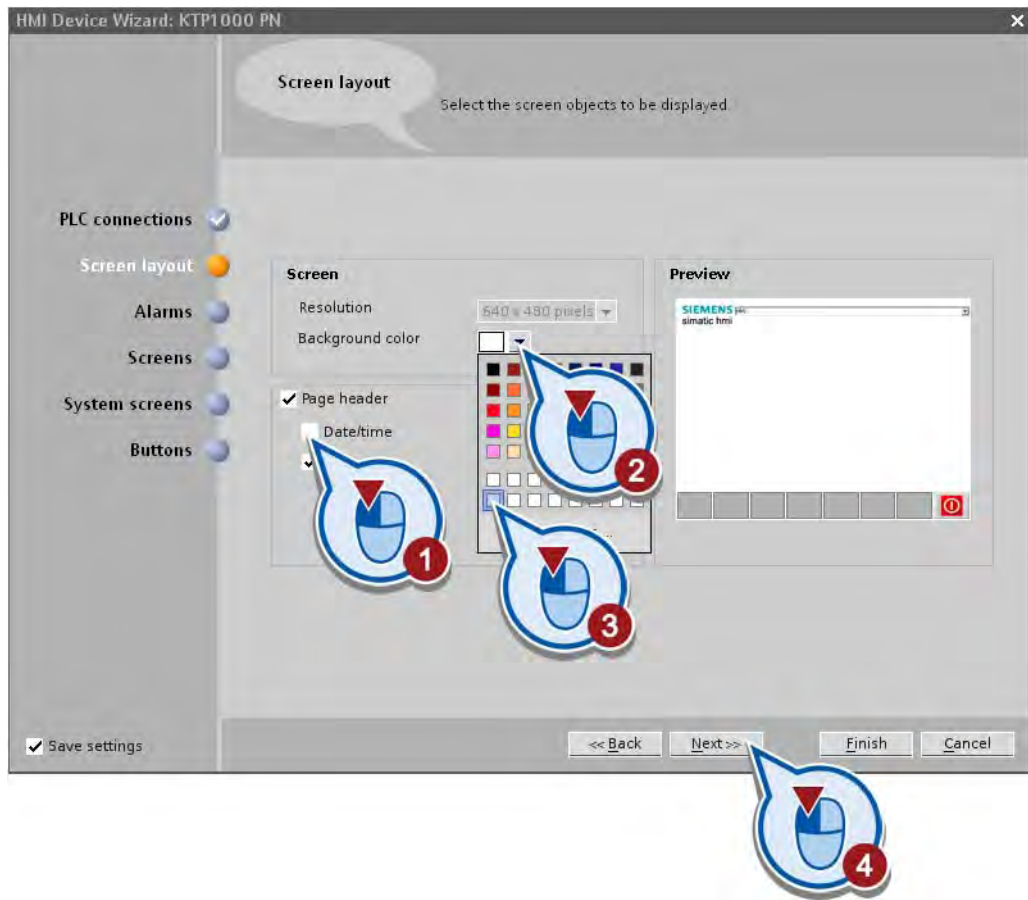 HMI Device Wizard: KTP1000 PN
Screen layout
Select the screen objects to be displayed.
PLC connections
Screen layout
Alarms
Screens
System screens
Buttons
Screen
Resolution
640 x 480 pixels
Background color
Page header
Date/time
Preview
SIEMENS
simatic hmi
1
2
3
Save settings
<< Back
Next >>
Finish
Cancel
4